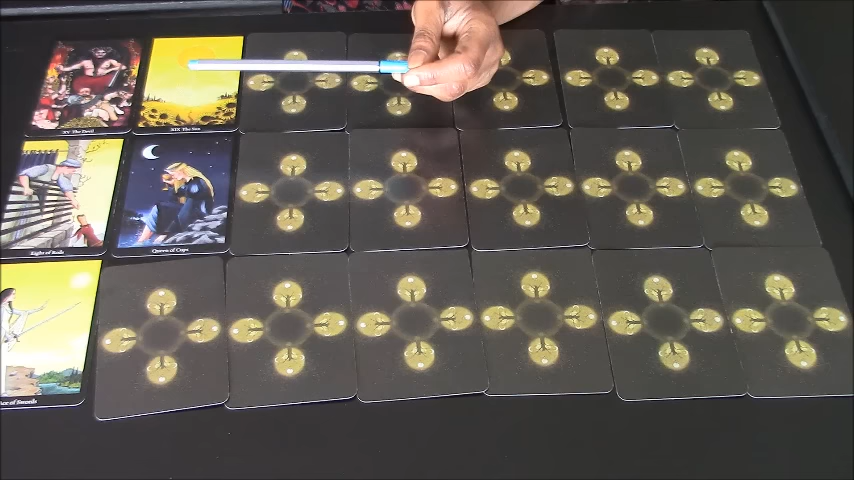 XV The Devil
XIX The Sun
Eight of Rods
Queen of Cups
Ace of Swords